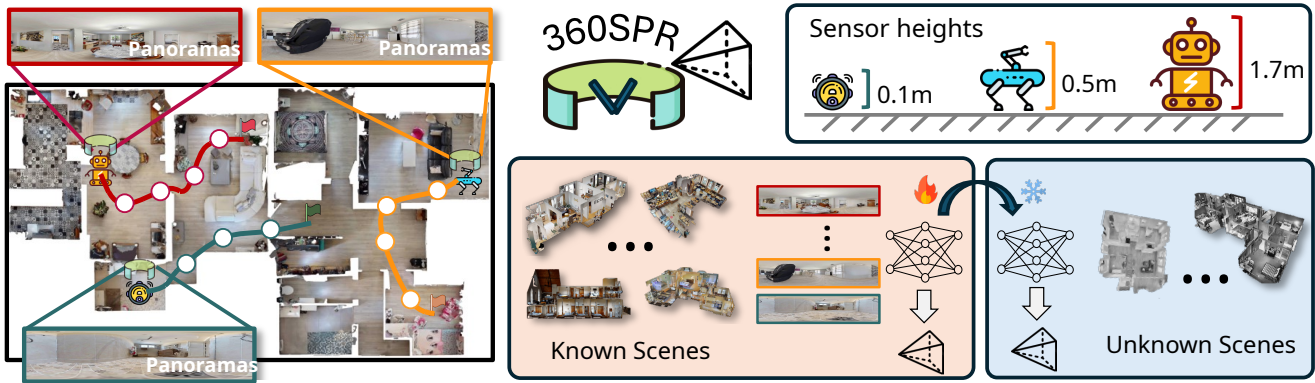 Panoramas
Panoramas
360SPR
Sensor heights
0.1m
0.5m
1.7m
Panoramas
Known Scenes
Unknown Scenes